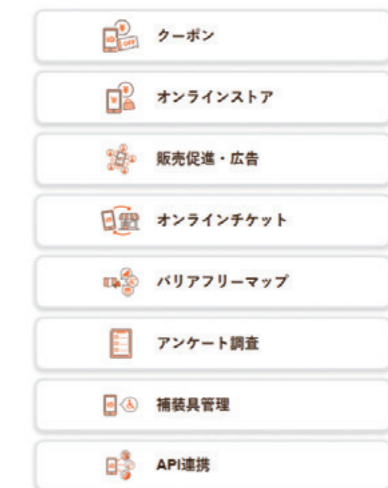 クーポン
オンラインストア
販売促進・広告
オンラインチケット
バリアフリーマップ
アンケート調査
補装具管理
API連携